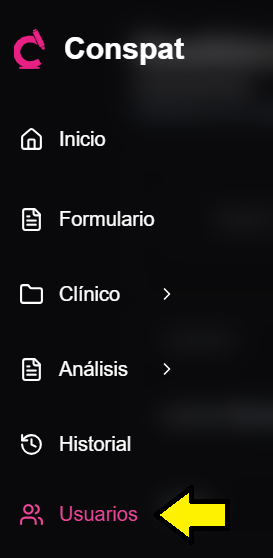 Conspat
Inicio
Formulario
Clínico
Análisis
Historial
Usuarios